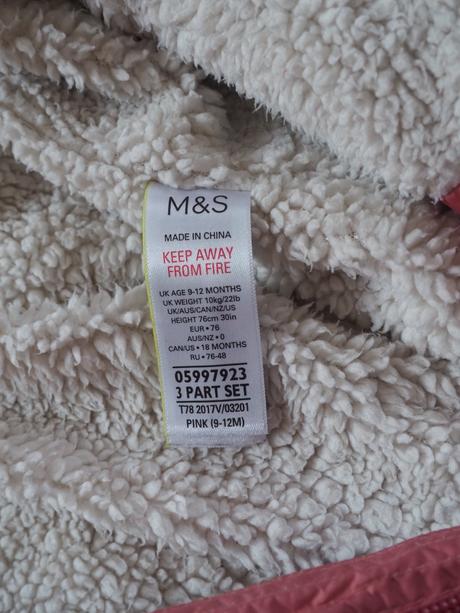 M&S
MADE IN CHINA
KEEP AWAY
FROM FIRE
UK AGE 9-12 MONTHS
UK WEIGHT 10kg/22lb
UK/AUS/CAN/NZ/US
HEIGHT 76cm 30in
EUR • 76
AUS/NZ • 0
CAN/US • 18 MONTHS
RU • 76-48
05997923
3 PART SET
T78 2017V/03201
PINK (9-12M)